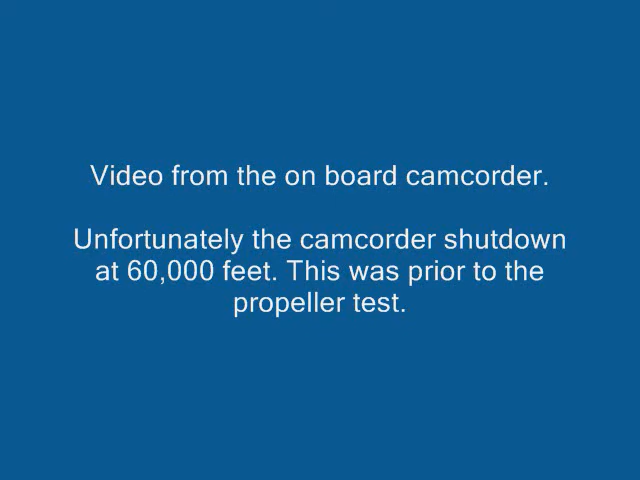 Video from the on board camcorder.
Unfortunately the camcorder shutdown
at 60,000 feet. This was prior to the
propeller test.